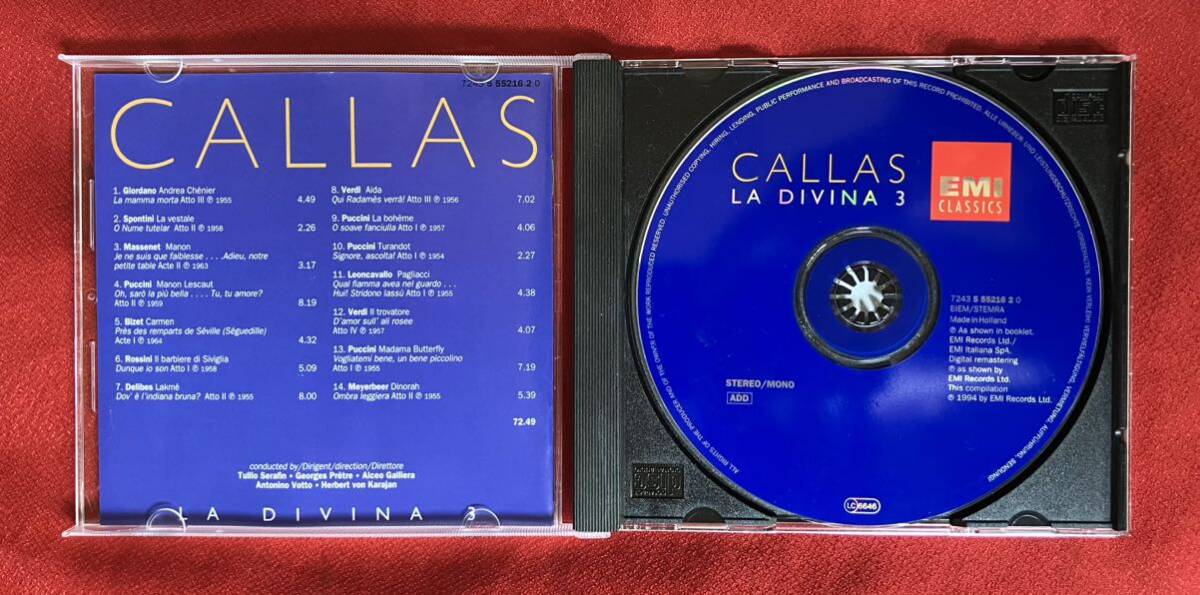 7243 5 55216 2 0
CALLAS
1. Giordano Andrea Chénier
La mamma morta Atto III ℗ 1955 4.49
2. Spontini La vestale
O Nume tutelar Atto II ℗ 1958 2.26
3. Massenet Manon
Je ne suis que faiblesse . . . .Adieu, notre
petite table Acte II ℗ 1963 3.17
4. Puccini Manon Lescaut
Oh, sarò la più bella . . . . Tu, tu, amore?
Atto II ℗ 1959 8.19
5. Bizet Carmen
Près des remparts de Séville (Séguedille)
Acte I ℗ 1964 4.32
6. Rossini Il barbiere di Siviglia
Dunque io son Atto I ℗ 1958 5.09
7. Delibes Lakmé
Dov' è l'indiana bruna? Atto II ℗ 1955 8.00
8. Verdi Aida
Qui Radamès verrà! Atto III ℗ 1956 7.02
9. Puccini La bohème
O soave fanciulla Atto I ℗ 1957 4.06
10. Puccini Turandot
Signore, ascolta! Atto I ℗ 1954 2.27
11. Leoncavallo Pagliacci
Qual fiamma avea nel guardo . . .
Hui! Stridono lassù Atto I ℗ 1955 4.38
12. Verdi Il trovatore
D'amor sull' ali rosee
Atto IV ℗ 1957 4.07
13. Puccini Madama Butterfly
Vogliatemi bene, un bene piccolino
Atto I ℗ 1955 7.19
14. Meyerbeer Dinorah
Ombra leggiera Atto II ℗ 1955 5.39
72.49
conducted by/Dirigent/direction/Direttore
Tullio Serafin • Georges Prêtre • Alceo Galliera
Antonino Votto • Herbert von Karajan
LA DIVINA 3
CALLAS
LA DIVINA 3
EMI
CLASSICS
7243 5 55216 2 0
BIEM/STEMRA
Made in Holland
℗ As shown in booklet.
EMI Records Ltd./
EMI Italiana SpA.
Digital remastering
℗ as shown by
EMI Records Ltd.
This compilation
℗ 1994 by EMI Records Ltd.
STEREO/MONO
ADD
LC 6646
ALL RIGHTS OF THE PRODUCER AND OF THE OWNER OF THE WORK REPRODUCED RESERVED. UNAUTHORISED COPYING, HIRING, LENDING, PUBLIC PERFORMANCE AND BROADCASTING OF THIS RECORD PROHIBITED. ALLE URHEBER- UND LEISTUNGSSCHUTZRECHTE VORBEHALTEN. KEIN VERLEIH! VERVIELFÄLTIGUNG, VERMIETUNG, AUFFÜHRUNG, SENDUNG!